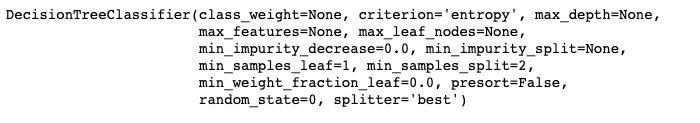 DecisionTreeClassifier(class_weight=None, criterion='entropy', max_depth=None,
max_features=None, max_leaf_nodes=None,
min_impurity_decrease=0.0, min_impurity_split=None,
min_samples_leaf=1, min_samples_split=2,
min_weight_fraction_leaf=0.0, presort=False,
random_state=0, splitter='best')